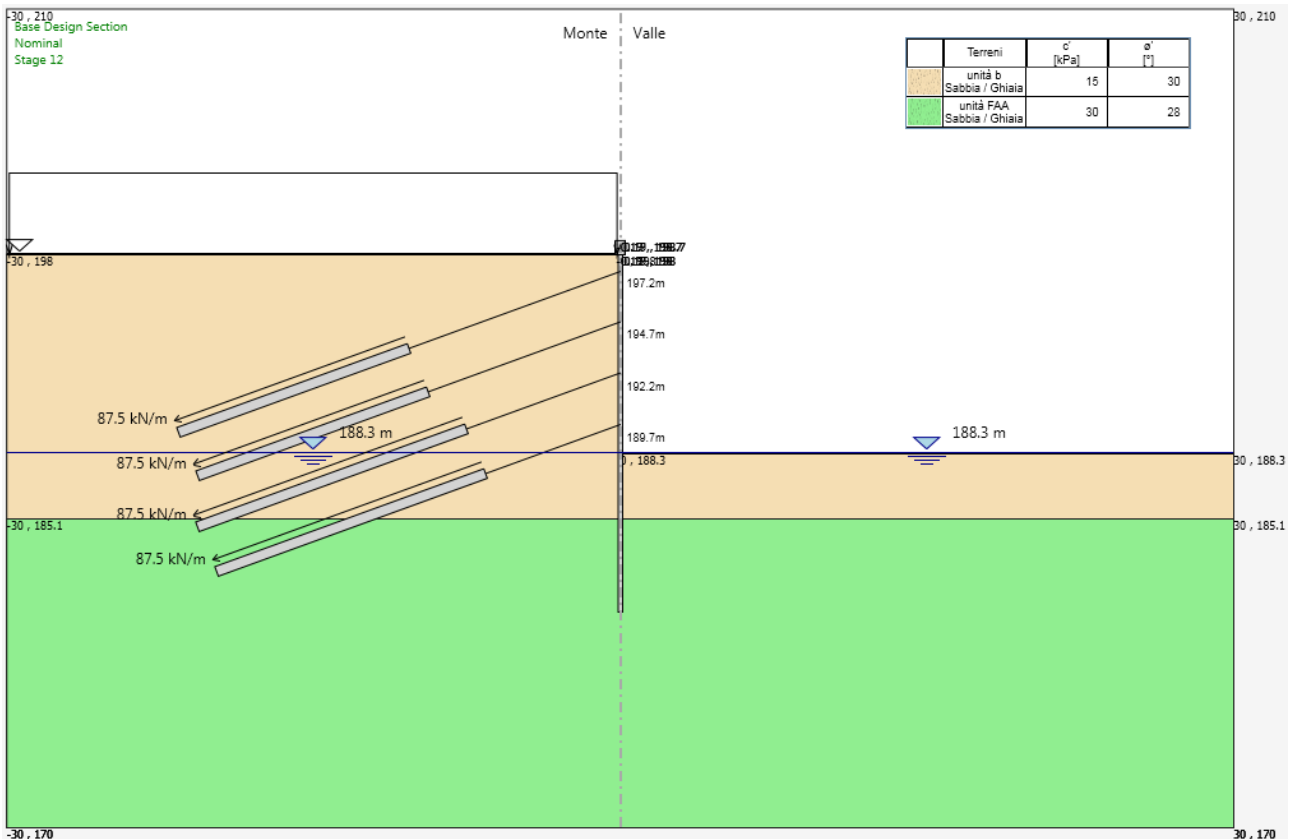 -30 , 210
30 , 210
Base Design Section
Nominal
Stage 12
Monte
Valle
Terreni
c'
[kPa]
ø'
[°]
unità b
Sabbia / Ghiaia
15
30
unità FAA
Sabbia / Ghiaia
30
28
-30 , 198
197.2m
194.7m
192.2m
189.7m
87.5 kN/m
188.3 m
188.3 m
87.5 kN/m
0 , 188.3
30 , 188.3
87.5 kN/m
-30 , 185.1
30 , 185.1
87.5 kN/m
-30 , 170
30 , 170